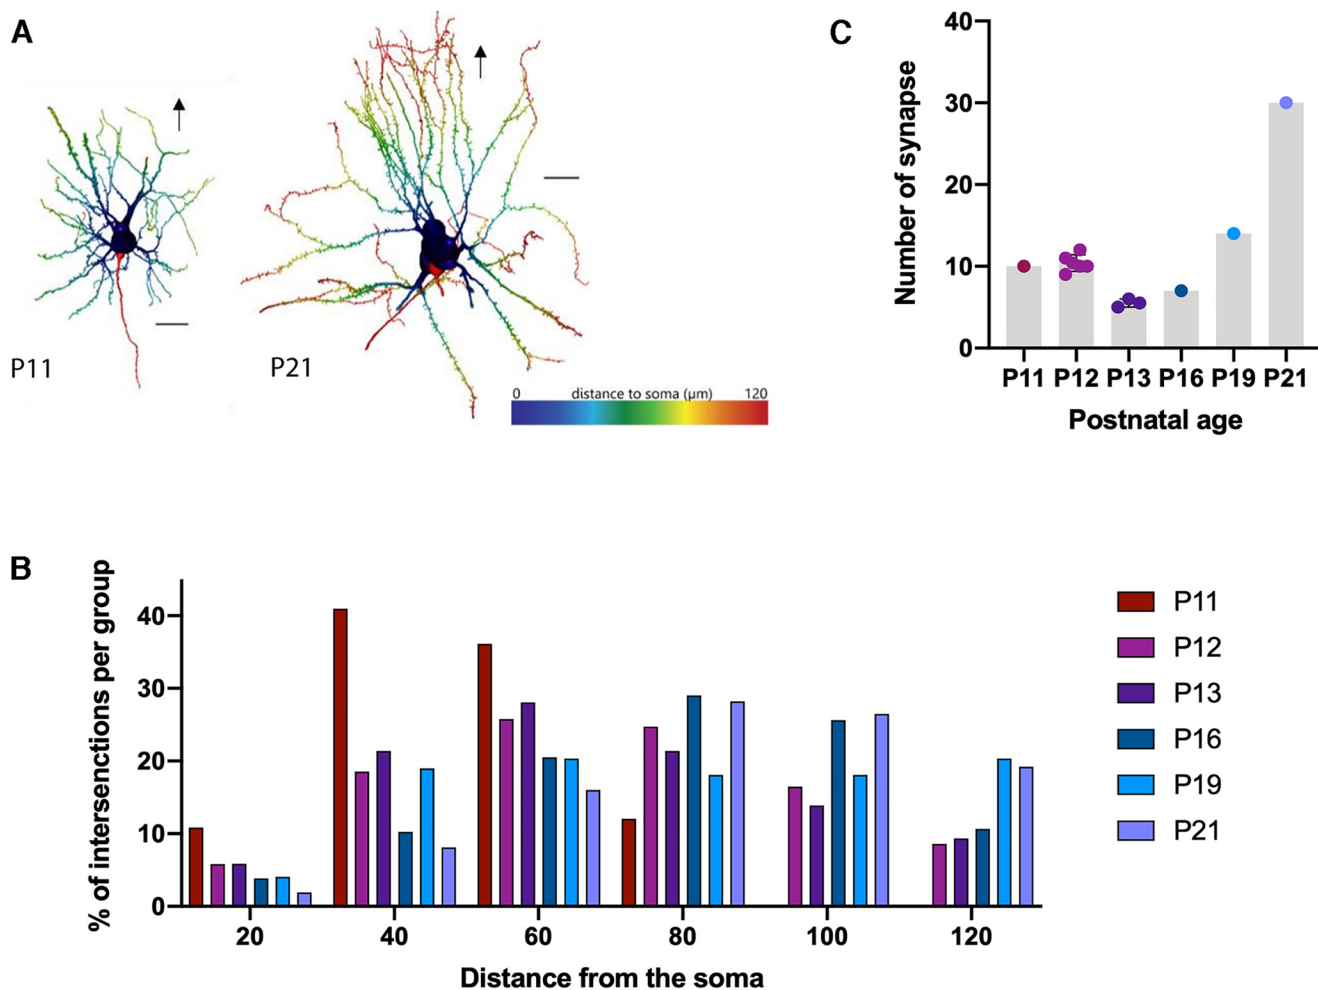 A
P11
P21
0 distance to soma (µm) 120
C
Number of synapse
40
30
20
10
0
P11 P12 P13 P16 P19 P21
Postnatal age
B
% of intersenctions per group
40
30
20
10
0
20 40 60 80 100 120
Distance from the soma
P11
P12
P13
P16
P19
P21